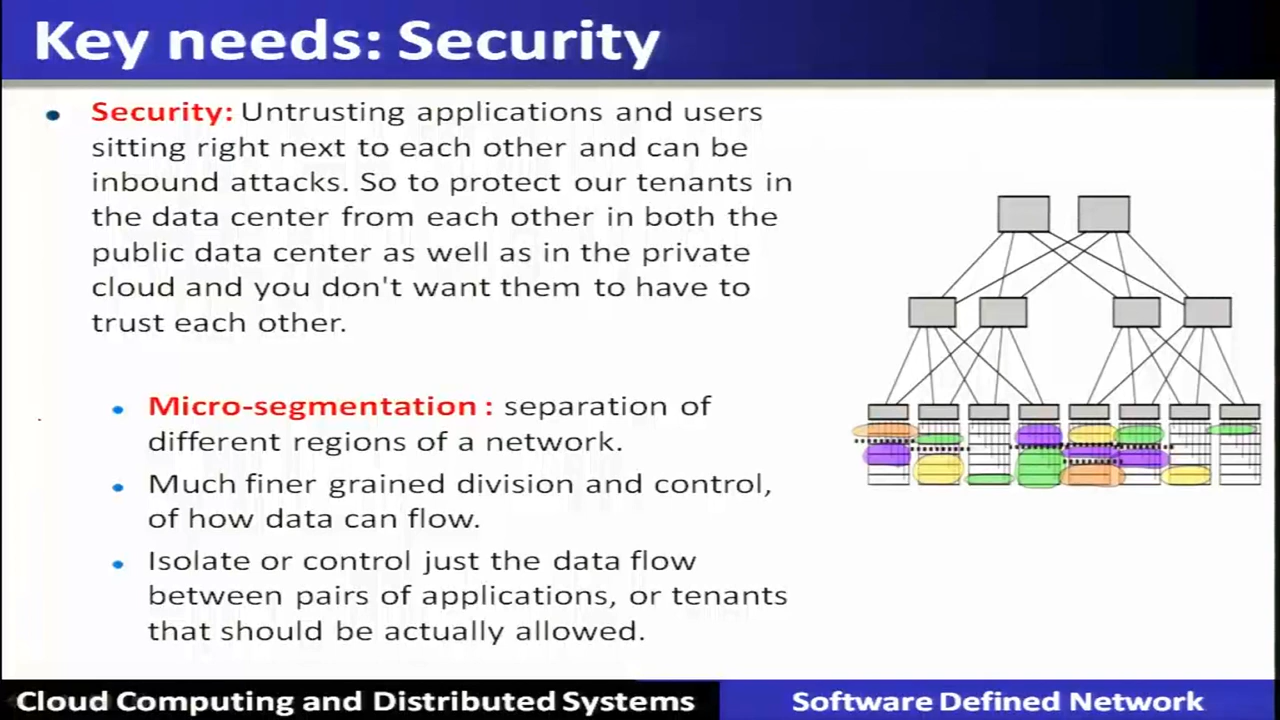 Key needs: Security
Security: Untrusting applications and users
sitting right next to each other and can be
inbound attacks. So to protect our tenants in
the data center from each other in both the
public data center as well as in the private
cloud and you don't want them to have to
trust each other.
Micro-segmentation : separation of
different regions of a network.
Much finer grained division and control,
of how data can flow.
Isolate or control just the data flow
between pairs of applications, or tenants
that should be actually allowed.
Cloud Computing and Distributed Systems
Software Defined Network